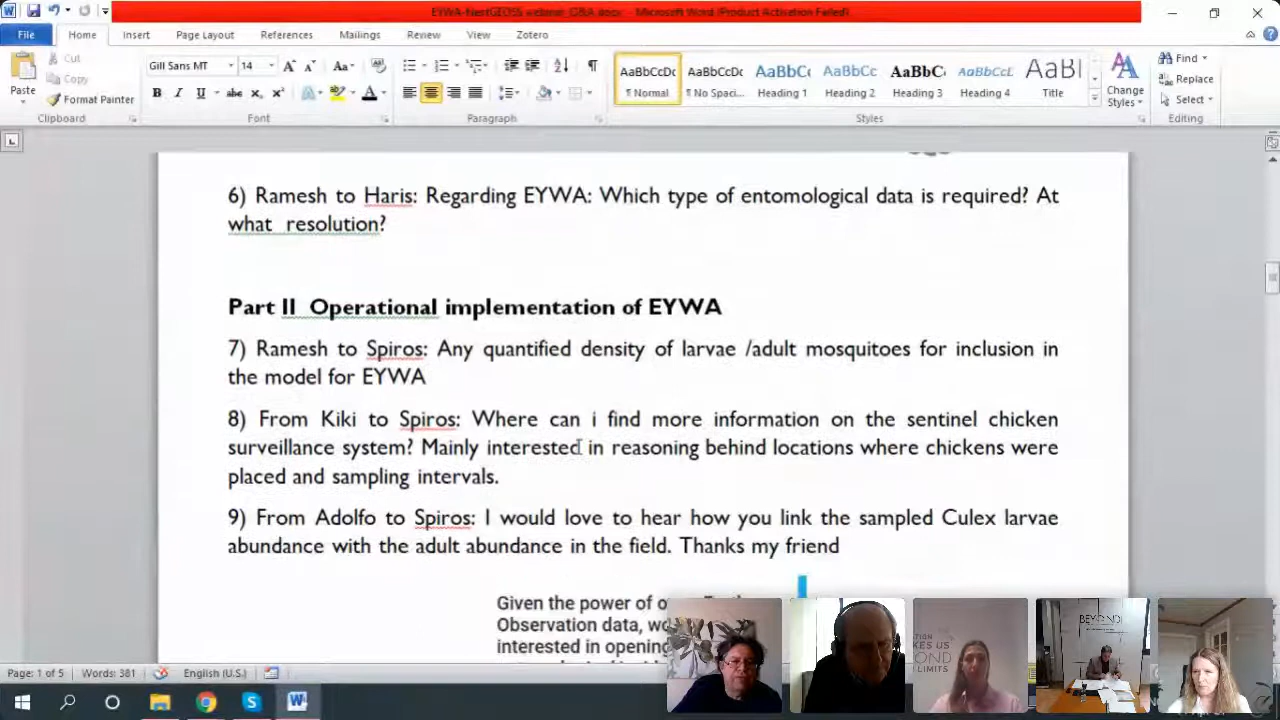 EYWA-NextGEOSS webinar_Q&A.docx - Microsoft Word (Product Activation Failed)
File Home Insert Page Layout References Mailings Review View Zotero
Paste
Cut
Copy
Format Painter
Clipboard
Gill Sans MT 14
Font
Paragraph
AaBbCcDc AaBbCcDc AaBbC AaBbC AaBbC AaBbCcD AaBl
¶ Normal ¶ No Spaci... Heading 1 Heading 2 Heading 3 Heading 4 Title
Change Styles
Styles
Find
Replace
Select
Editing
6) Ramesh to Haris: Regarding EYWA: Which type of entomological data is required? At
what resolution?
Part II Operational implementation of EYWA
7) Ramesh to Spiros: Any quantified density of larvae /adult mosquitoes for inclusion in
the model for EYWA
8) From Kiki to Spiros: Where can i find more information on the sentinel chicken
surveillance system? Mainly interested in reasoning behind locations where chickens were
placed and sampling intervals.
9) From Adolfo to Spiros: I would love to hear how you link the sampled Culex larvae
abundance with the adult abundance in the field. Thanks my friend
Given the power of
Observation data,
interested in opening
BEYOND
LIMITS
Page: 1 of 5 Words: 381 English (U.S.)